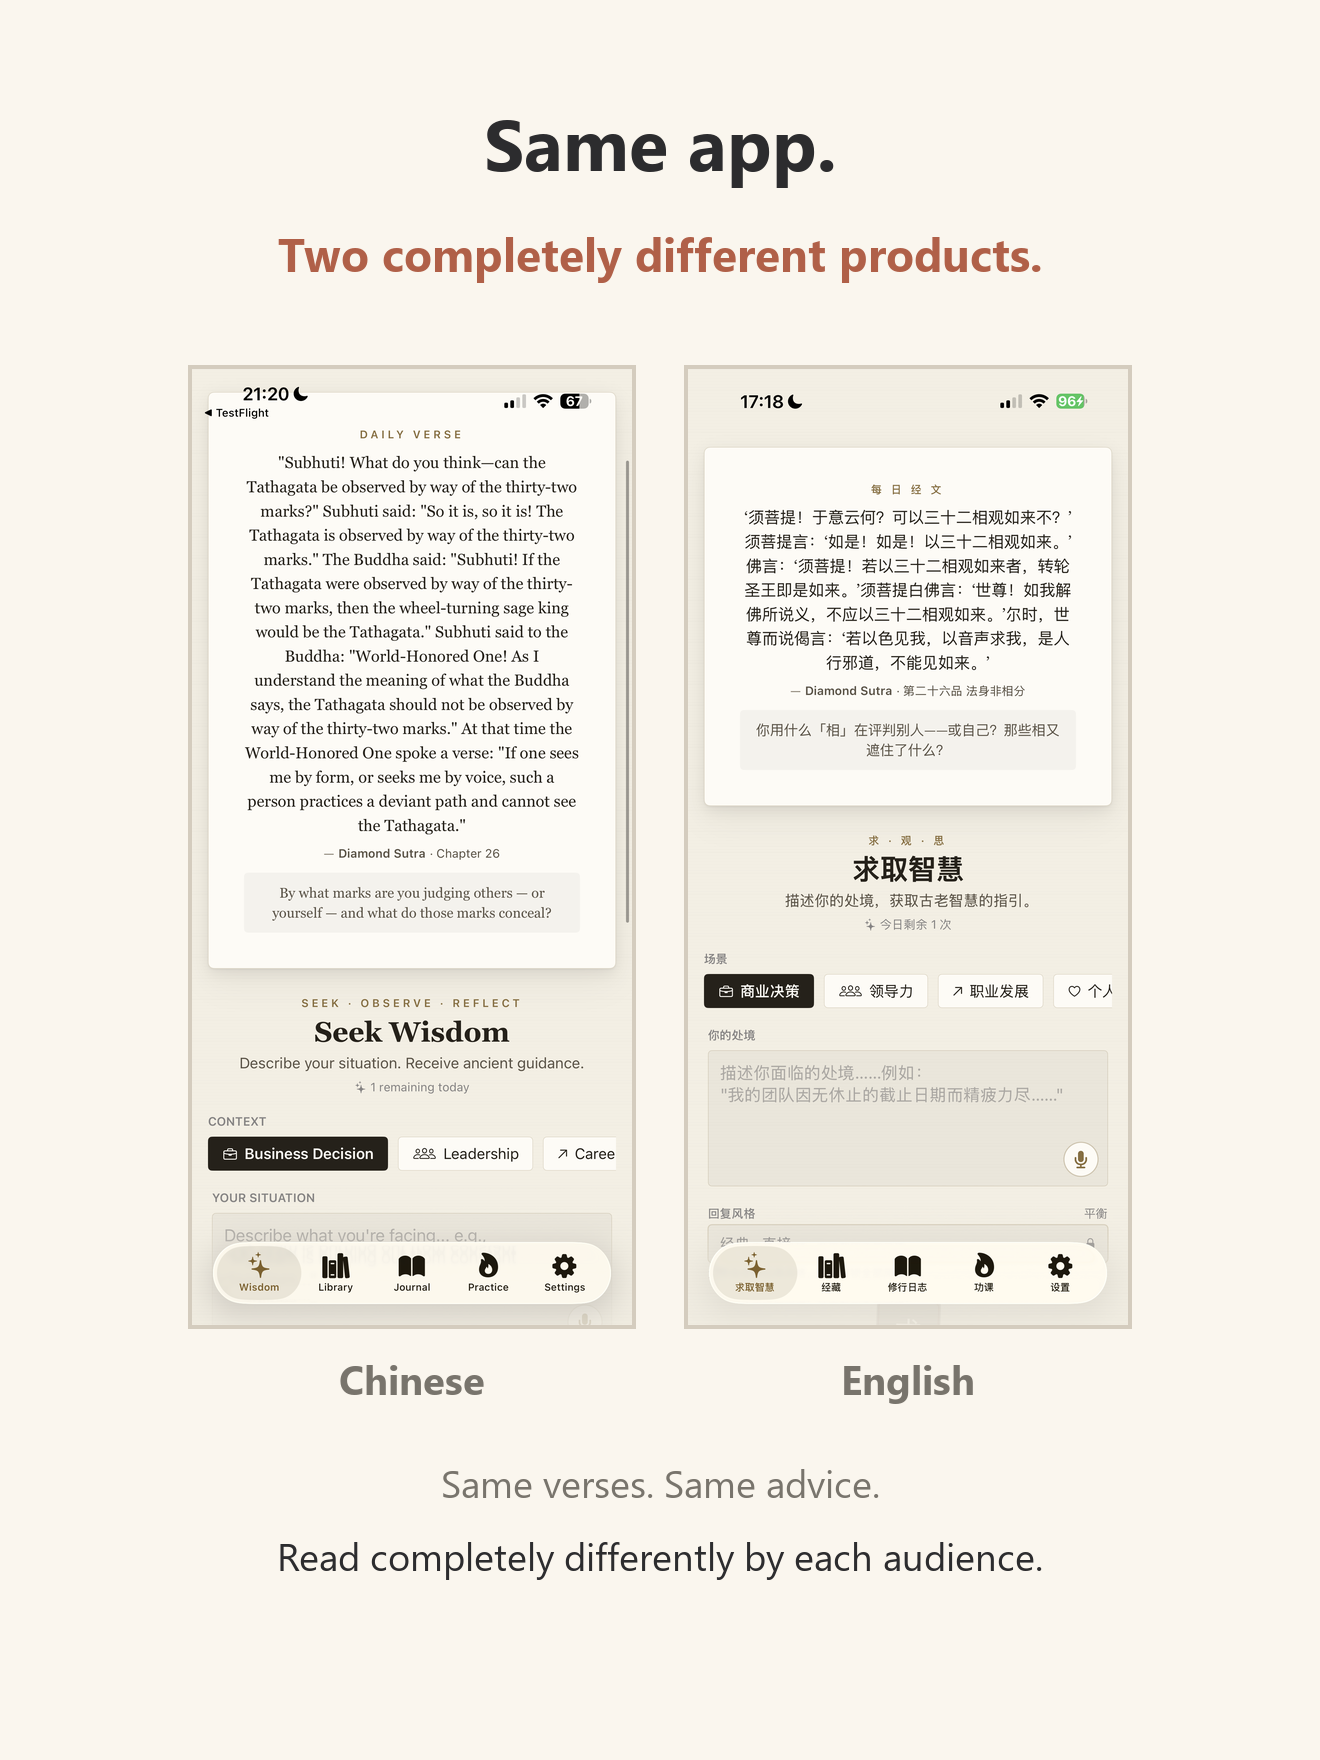 Same app.
Two completely different products.
21:20
67
◀ TestFlight
DAILY VERSE
"Subhuti! What do you think—can the
Tathagata be observed by way of the thirty-two
marks?" Subhuti said: "So it is, so it is! The
Tathagata is observed by way of the thirty-two
marks." The Buddha said: "Subhuti! If the
Tathagata were observed by way of the thirty-
two marks, then the wheel-turning sage king
would be the Tathagata." Subhuti said to the
Buddha: "World-Honored One! As I
understand the meaning of what the Buddha
says, the Tathagata should not be observed by
way of the thirty-two marks." At that time the
World-Honored One spoke a verse: "If one sees
me by form, or seeks me by voice, such a
person practices a deviant path and cannot see
the Tathagata."
— Diamond Sutra · Chapter 26
By what marks are you judging others — or
yourself — and what do those marks conceal?
SEEK · OBSERVE · REFLECT
Seek Wisdom
Describe your situation. Receive ancient guidance.
1 remaining today
CONTEXT
Business Decision Leadership Caree
YOUR SITUATION
Describe what you're facing... e.g.,
Wisdom Library Journal Practice Settings
17:18
96
每日经文
‘须菩提！于意云何？可以三十二相观如来不？’
须菩提言：‘如是！如是！以三十二相观如来。’
佛言：‘须菩提！若以三十二相观如来者，转轮
圣王即是如来。’须菩提白佛言：‘世尊！如我解
佛所说义，不应以三十二相观如来。’尔时，世
尊而说偈言：‘若以色见我，以音声求我，是人
行邪道，不能见如来。’
— Diamond Sutra · 第二十六品 法身非相分
你用什么「相」在评判别人——或自己？那些相又
遮住了什么？
求 · 观 · 思
求取智慧
描述你的处境，获取古老智慧的指引。
今日剩余 1 次
场景
商业决策 领导力 职业发展 个人
你的处境
描述你面临的处境……例如：
"我的团队因无休止的截止日期而精疲力尽……"
回复风格 平衡
求取智慧 经藏 修行日志 功课 设置
Chinese
English
Same verses. Same advice.
Read completely differently by each audience.